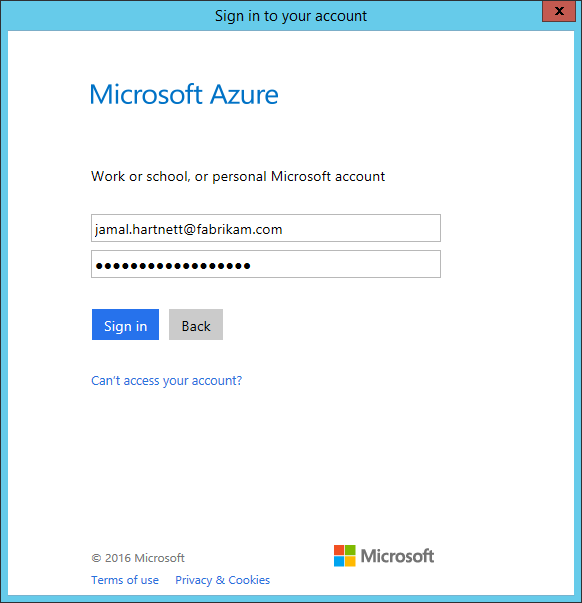 Sign in to your account
x
Microsoft Azure
Work or school, or personal Microsoft account
jamal.hartnett@fabrikam.com
●●●●●●●●●●●●●●●●●●
Sign in Back
Can't access your account?
© 2016 Microsoft
Microsoft
Terms of use Privacy & Cookies